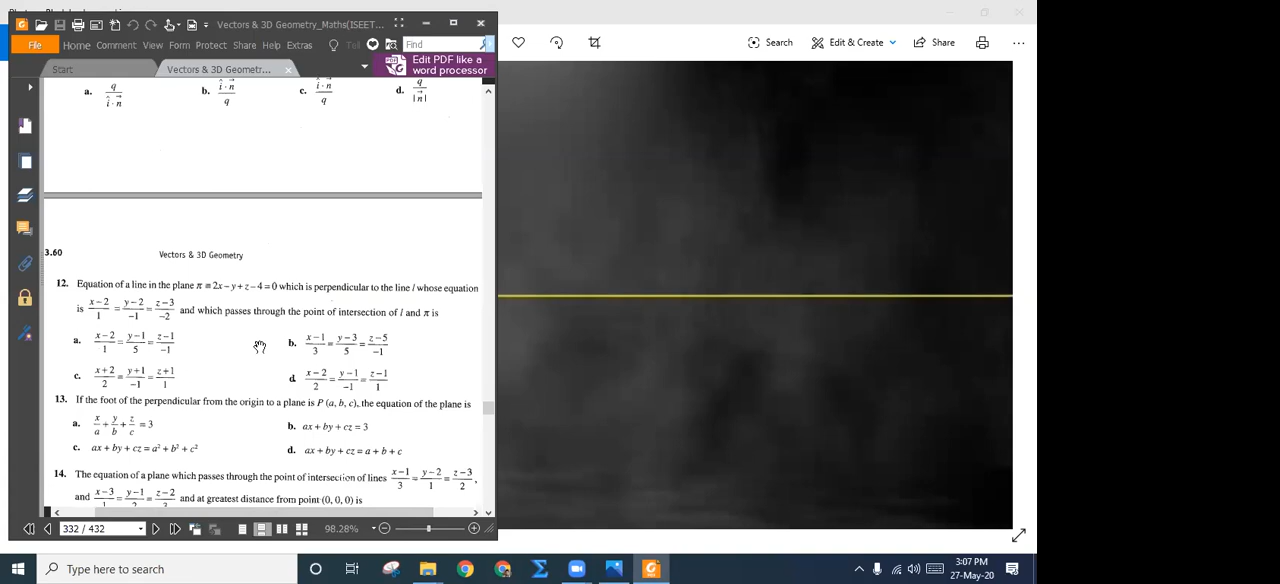 Vectors & 3D Geometry_Maths(ISEET...
File Home Comment View Form Protect Share Help Extras Find
Edit PDF like a
word processor
Start Vectors & 3D Geometr...
a. q / î · n⃗ b. î · n⃗ / q c. î · n⃗ / q d. q / |n⃗|
3.60 Vectors & 3D Geometry
12. Equation of a line in the plane π ≡ 2x – y + z – 4 = 0 which is perpendicular to the line l whose equation
is (x–2)/1 = (y–2)/–1 = (z–3)/–2 and which passes through the point of intersection of l and π is
a. (x–2)/1 = (y–1)/5 = (z–1)/–1 b. (x–1)/3 = (y–3)/5 = (z–5)/–1
c. (x+2)/2 = (y+1)/–1 = (z+1)/1 d. (x–2)/2 = (y–1)/–1 = (z–1)/1
13. If the foot of the perpendicular from the origin to a plane is P (a, b, c), the equation of the plane is
a. x/a + y/b + z/c = 3 b. ax + by + cz = 3
c. ax + by + cz = a² + b² + c² d. ax + by + cz = a + b + c
14. The equation of a plane which passes through the point of intersection of lines (x–1)/3 = (y–2)/1 = (z–3)/2,
and (x–3)/1 = (y–1)/2 = (z–2)/3 and at greatest distance from point (0, 0, 0) is
332 / 432 98.28%
Search Edit & Create Share
Type here to search
3:07 PM
27-May-20